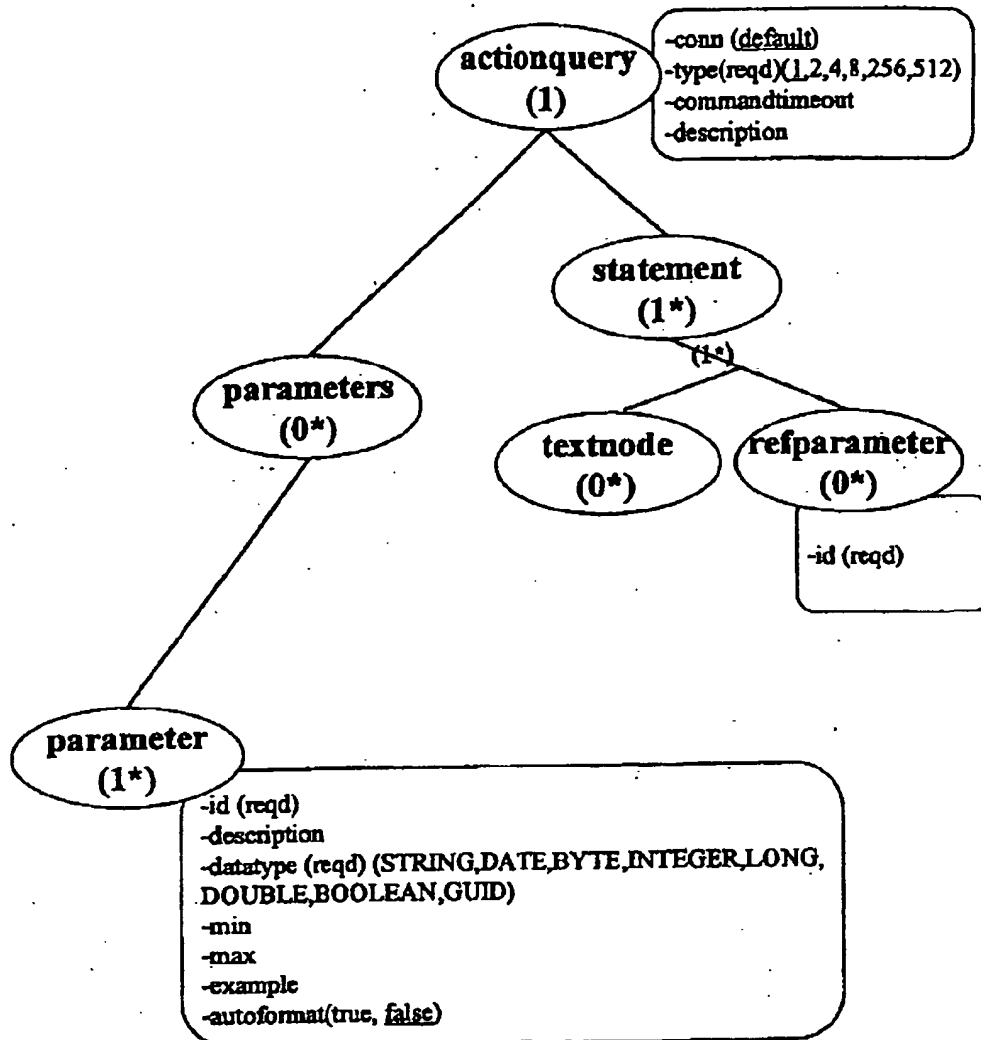 actionquery
(1)
-conn (default)
-type(reqd)(1,2,4,8,256,512)
-commandtimeout
-description
statement
(1*)
(1*)
parameters
(0*)
textnode
(0*)
refparameter
(0*)
-id (reqd)
parameter
(1*)
-id (reqd)
-description
-datatype (reqd) (STRING,DATE,BYTE,INTEGER,LONG,
DOUBLE,BOOLEAN,GUID)
-min
-max
-example
-autoformat(true, false)